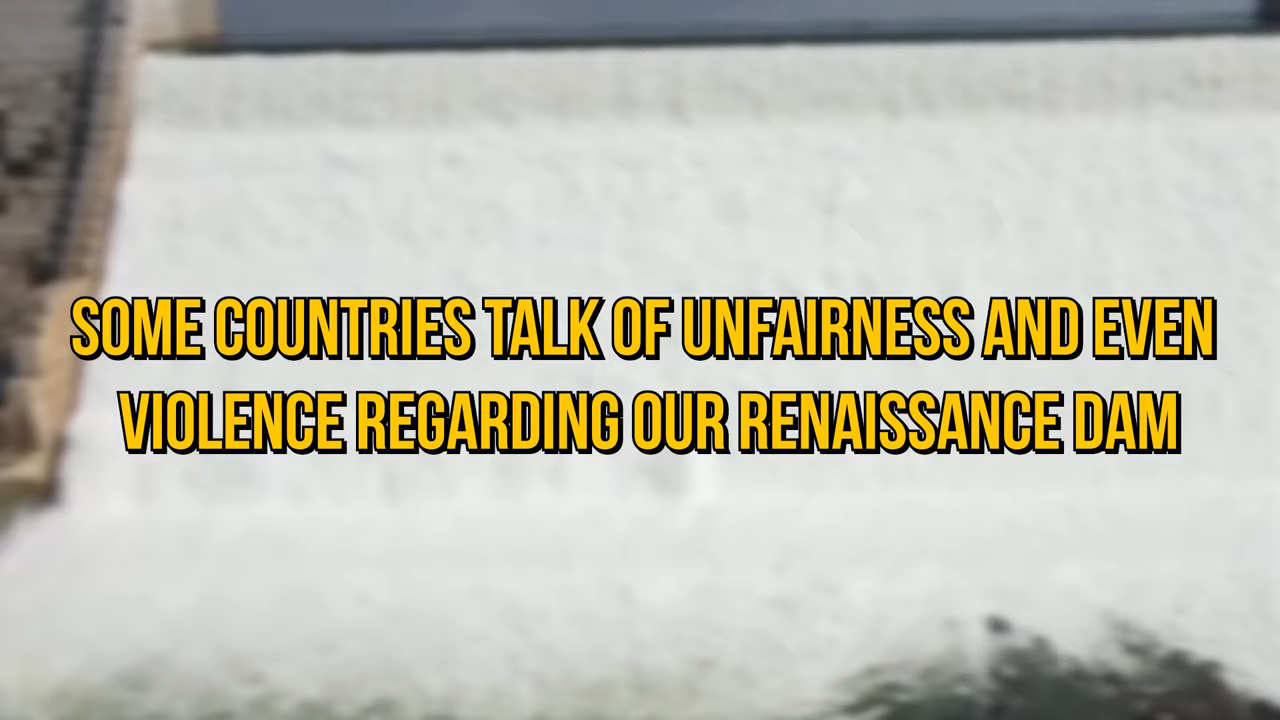 SOME COUNTRIES TALK OF UNFAIRNESS AND EVEN
VIOLENCE REGARDING OUR RENAISSANCE DAM